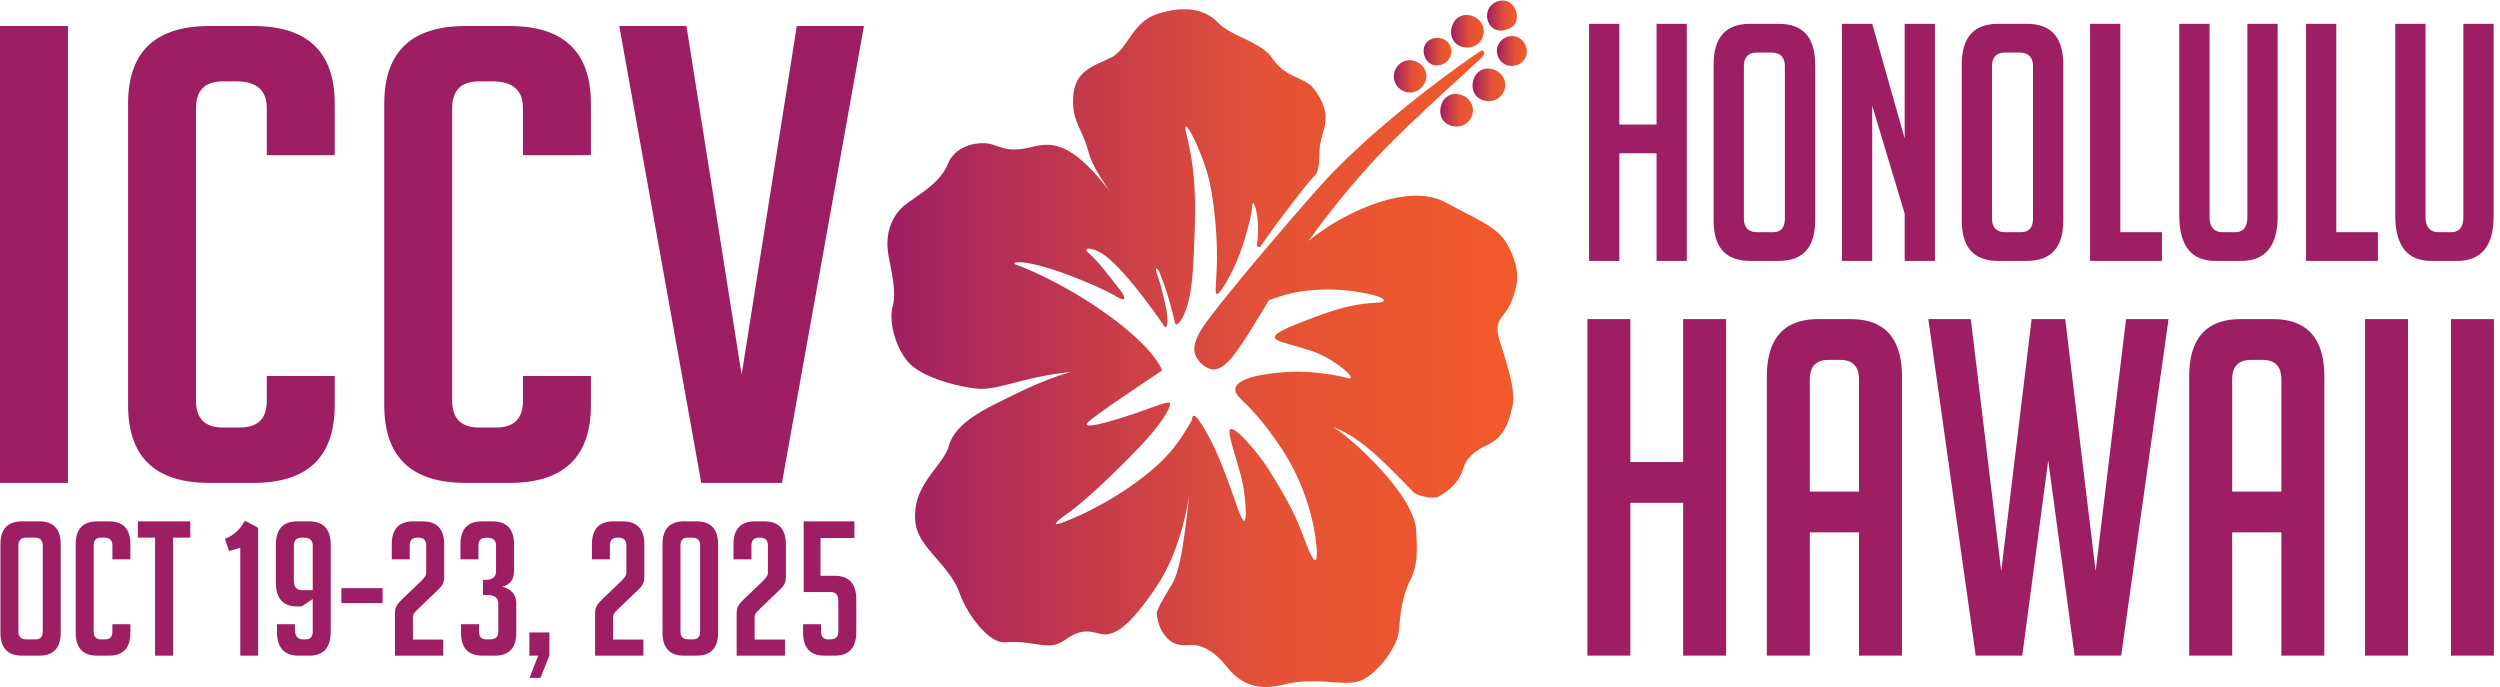 ICCV
OCT 19-23, 2025
HONOLULU
HAWAII